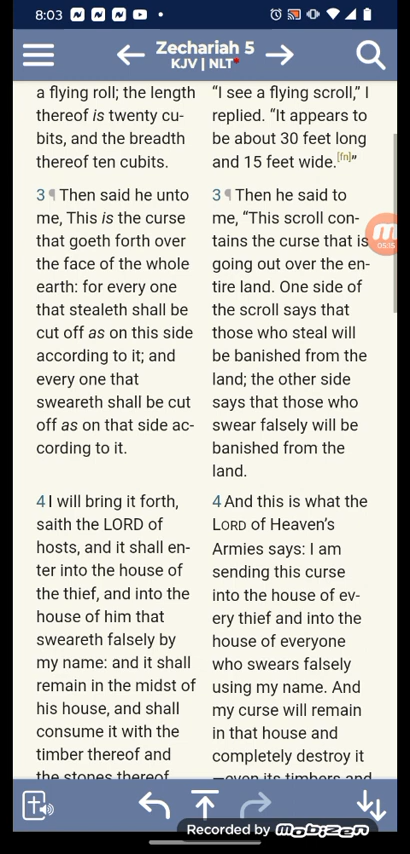 8:03
Zechariah 5
KJV | NLT
a flying roll; the length
thereof is twenty cu-
bits, and the breadth
thereof ten cubits.
3 ¶ Then said he unto
me, This is the curse
that goeth forth over
the face of the whole
earth: for every one
that stealeth shall be
cut off as on this side
according to it; and
every one that
sweareth shall be cut
off as on that side ac-
cording to it.
4 I will bring it forth,
saith the LORD of
hosts, and it shall en-
ter into the house of
the thief, and into the
house of him that
sweareth falsely by
my name: and it shall
remain in the midst of
his house, and shall
consume it with the
timber thereof and
the stones thereof
“I see a flying scroll,” I
replied. “It appears to
be about 30 feet long
and 15 feet wide.[fn]”
3 ¶ Then he said to
me, “This scroll con-
tains the curse that is
going out over the en-
tire land. One side of
the scroll says that
those who steal will
be banished from the
land; the other side
says that those who
swear falsely will be
banished from the
land.
4 And this is what the
LORD of Heaven’s
Armies says: I am
sending this curse
into the house of ev-
ery thief and into the
house of everyone
who swears falsely
using my name. And
my curse will remain
in that house and
completely destroy it
—even its timbers and
m
05:15
Recorded by mobizen